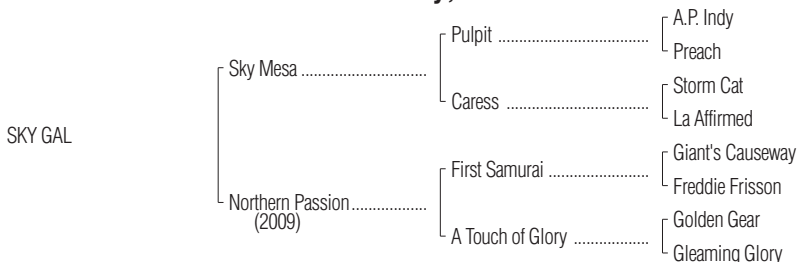 A.P. Indy
Pulpit ................................................
Preach
Sky Mesa ..............................
Storm Cat
Caress ................................................
La Affirmed
SKY GAL
Giant's Causeway
First Samurai ................................
Freddie Frisson
Northern Passion..................
(2009)
Golden Gear
A Touch of Glory ........................
Gleaming Glory